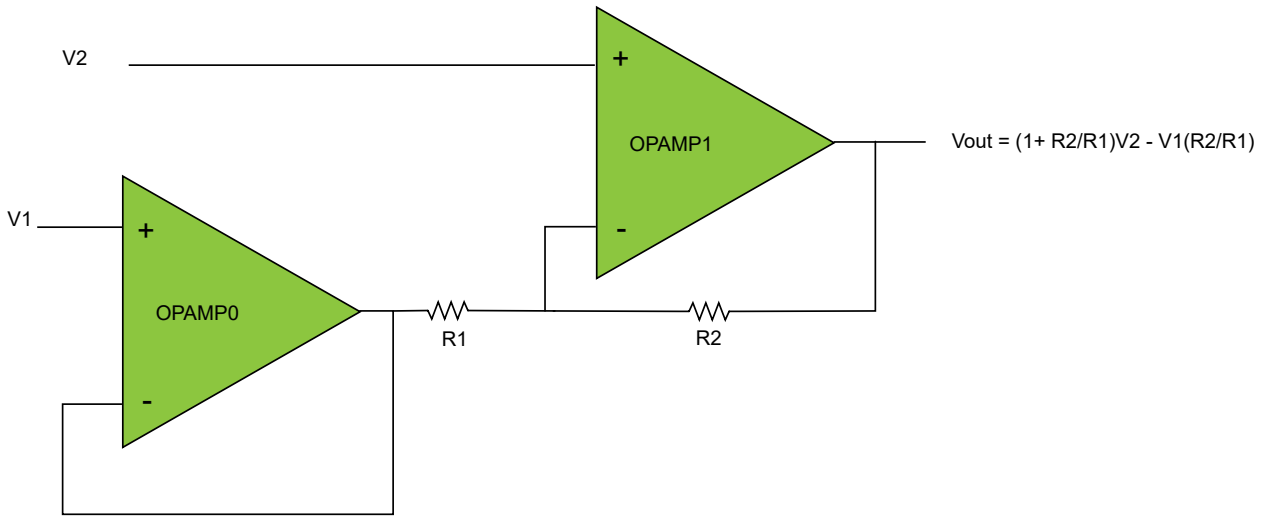 V2
+
OPAMP1
Vout = (1+ R2/R1)V2 - V1(R2/R1)
-
V1
+
OPAMP0
-
R1
R2